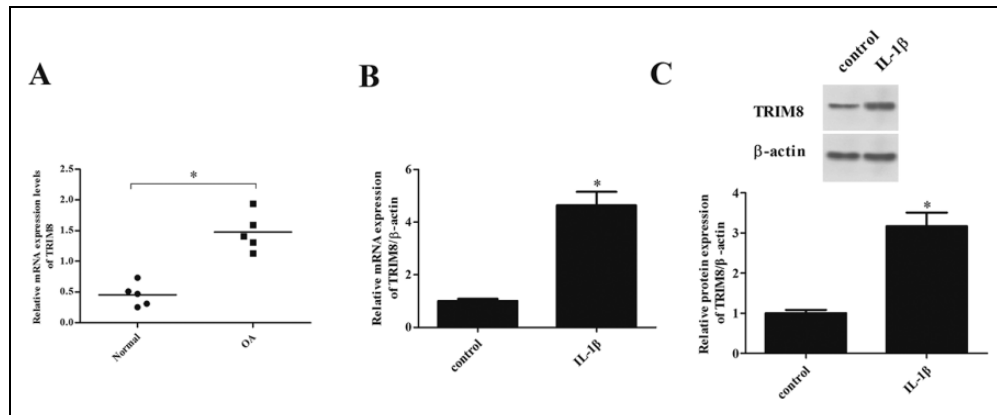 A
Relative mRNA expression levels
of TRIM8
2.5
2.0
1.5
1.0
0.5
0.0
*
Normal
OA
B
Relative mRNA expression
of TRIM8/β-actin
6
4
2
0
*
control
IL-1β
C
control
IL-1β
TRIM8
β-actin
Relative protein expression
of TRIM8/β -actin
4
3
2
1
0
*
control
IL-1β